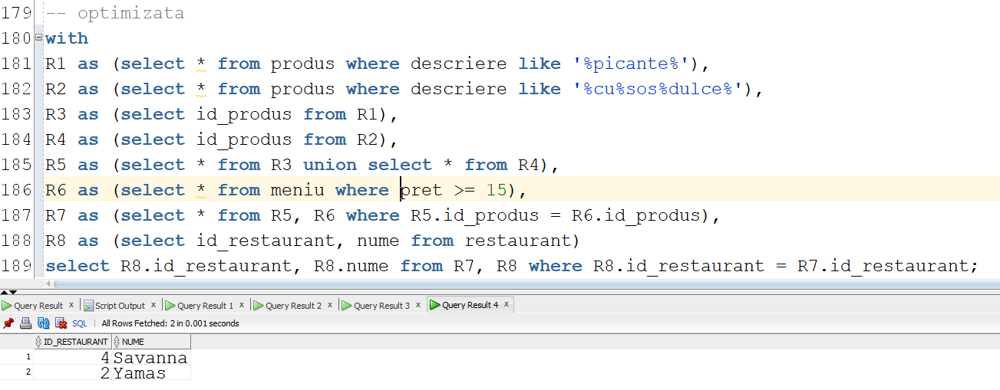 179 -- optimizata
180 with
181 R1 as (select * from produs where descriere like '%picante%'),
182 R2 as (select * from produs where descriere like '%cu%sos%dulce%'),
183 R3 as (select id_produs from R1),
184 R4 as (select id_produs from R2),
185 R5 as (select * from R3 union select * from R4),
186 R6 as (select * from meniu where pret >= 15),
187 R7 as (select * from R5, R6 where R5.id_produs = R6.id_produs),
188 R8 as (select id_restaurant, nume from restaurant)
189 select R8.id_restaurant, R8.nume from R7, R8 where R8.id_restaurant = R7.id_restaurant;
Query Result x Script Output x Query Result 1 x Query Result 2 x Query Result 3 x Query Result 4 x
SQL | All Rows Fetched: 2 in 0.001 seconds
ID_RESTAURANT NUME
1 4 Savanna
2 2 Yamas